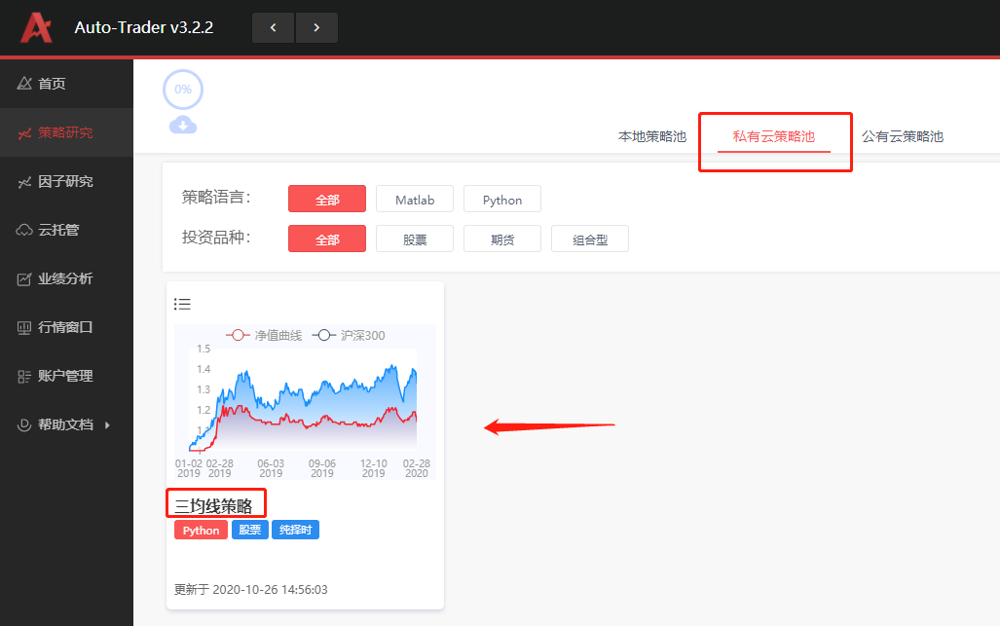 Auto-Trader v3.2.2
首页
策略研究
因子研究
云托管
业绩分析
行情窗口
账户管理
帮助文档
0%
本地策略池 私有云策略池 公有云策略池
策略语言: 全部 Matlab Python
投资品种: 全部 股票 期货 组合型
净值曲线 沪深300
1.5
1.4
1.3
1.2
1.1
01-02 02-28 06-03 09-06 12-10 02-28
2019 2019 2019 2019 2019 2020
三均线策略
Python 股票 纯择时
更新于 2020-10-26 14:56:03